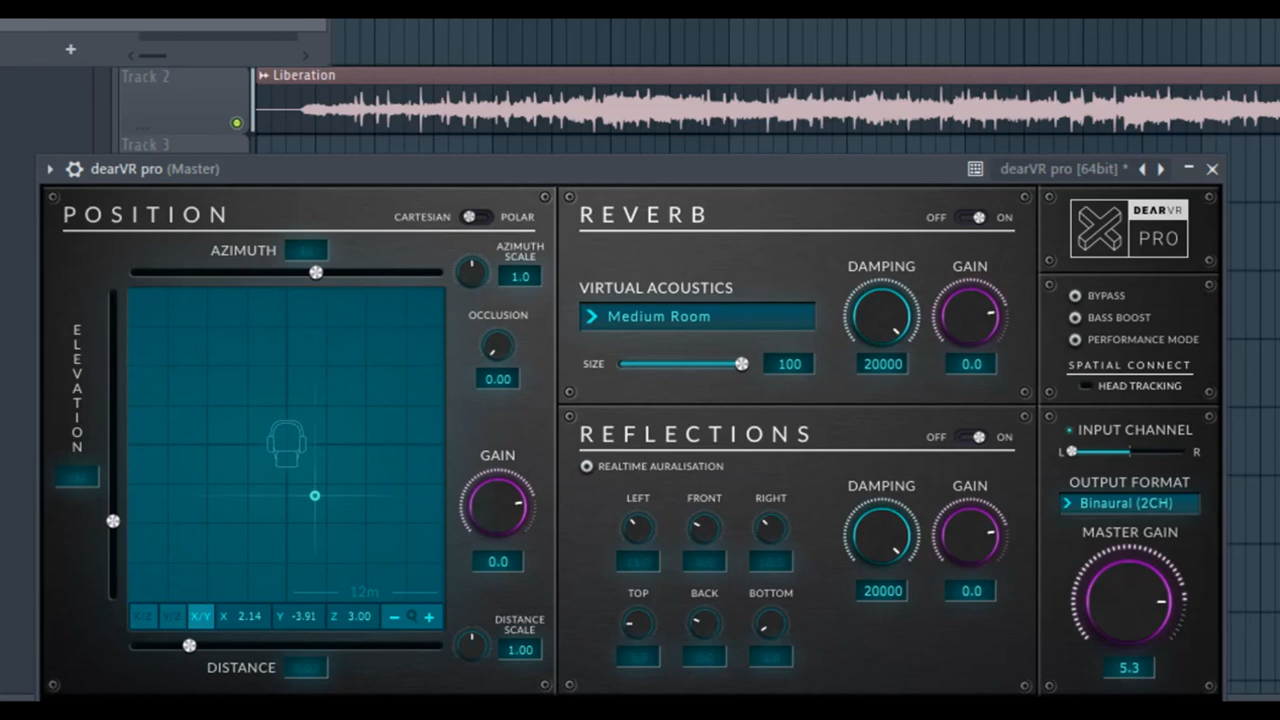 +
Track 2
Liberation
Track 3
dearVR pro (Master)
dearVR pro [64bit] *
POSITION
CARTESIAN
POLAR
AZIMUTH
AZIMUTH
SCALE
1.0
ELEVATION
OCCLUSION
0.00
GAIN
0.0
12m
X/Z Y/Z X/Y X 2.14 Y -3.91 Z 3.00
DISTANCE
SCALE
1.00
DISTANCE
REVERB
OFF
ON
VIRTUAL ACOUSTICS
Medium Room
SIZE
100
DAMPING
20000
GAIN
0.0
REFLECTIONS
OFF
ON
REALTIME AURALISATION
LEFT
FRONT
RIGHT
TOP
BACK
BOTTOM
DAMPING
20000
GAIN
0.0
DEARVR
PRO
BYPASS
BASS BOOST
PERFORMANCE MODE
SPATIAL CONNECT
HEAD TRACKING
INPUT CHANNEL
L
R
OUTPUT FORMAT
Binaural (2CH)
MASTER GAIN
5.3